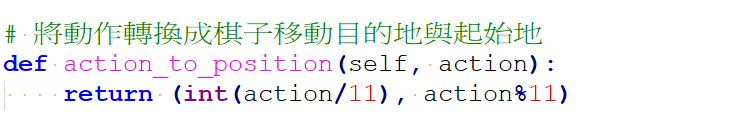 # 將動作轉換成棋子移動目的地與起始地
def action_to_position(self, action):
    return (int(action/11), action%11)